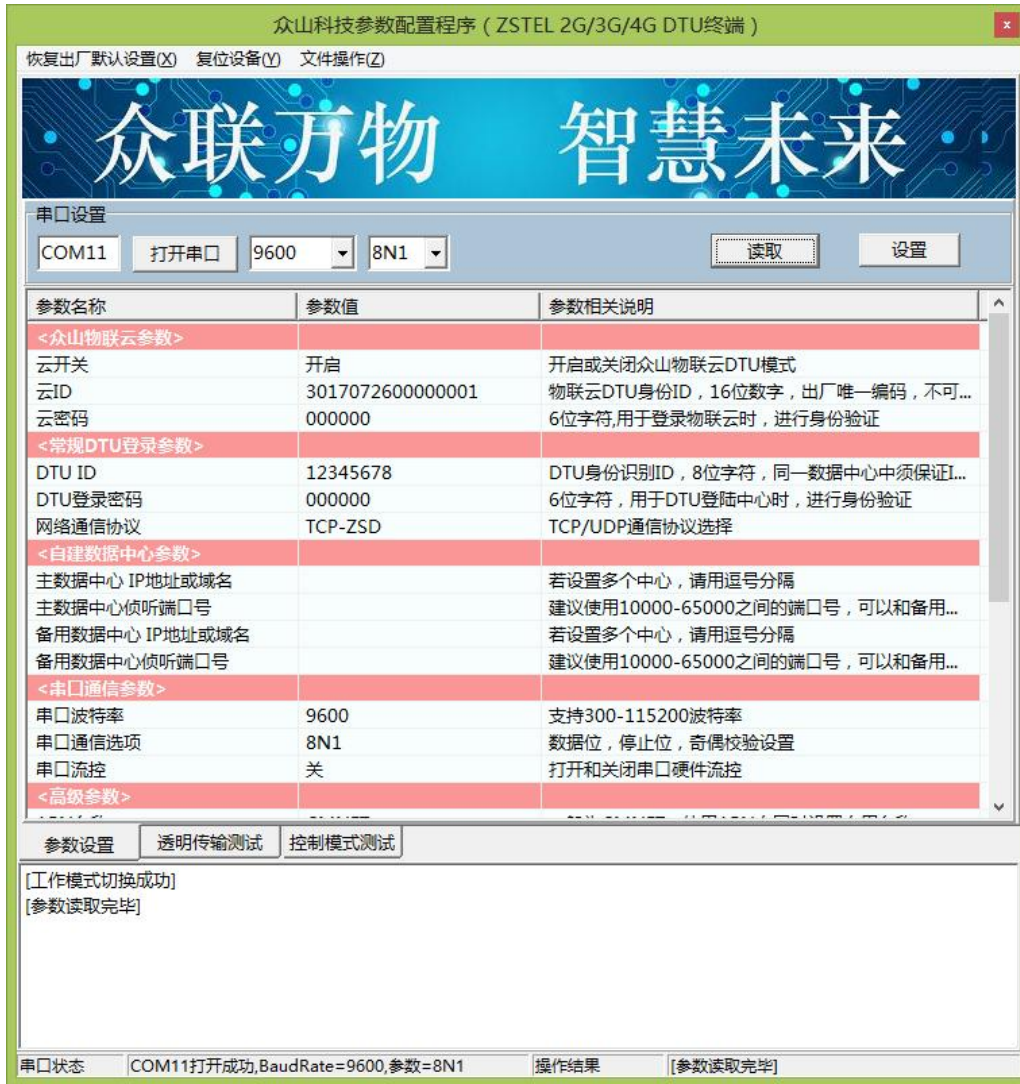 众山科技参数配置程序(ZSTEL 2G/3G/4G DTU终端)
x
恢复出厂默认设置(X) 复位设备(Y) 文件操作(Z)
众联万物 智慧未来
串口设置
COM11 打开串口 9600 8N1 读取 设置
参数名称 参数值 参数相关说明
<众山物联云参数>
云开关 开启 开启或关闭众山物联云DTU模式
云ID 3017072600000001 物联云DTU身份ID,16位数字,出厂唯一编码,不可...
云密码 000000 6位字符,用于登录物联云时,进行身份验证
<常规DTU登录参数>
DTU ID 12345678 DTU身份识别ID,8位字符,同一数据中心中须保证I...
DTU登录密码 000000 6位字符,用于DTU登陆中心时,进行身份验证
网络通信协议 TCP-ZSD TCP/UDP通信协议选择
<自建数据中心参数>
主数据中心 IP地址或域名 若设置多个中心,请用逗号分隔
主数据中心侦听端口号 建议使用10000-65000之间的端口号,可以和备用...
备用数据中心 IP地址或域名 若设置多个中心,请用逗号分隔
备用数据中心侦听端口号 建议使用10000-65000之间的端口号,可以和备用...
<串口通信参数>
串口波特率 9600 支持300-115200波特率
串口通信选项 8N1 数据位,停止位,奇偶校验设置
串口流控 关 打开和关闭串口硬件流控
<高级参数>
参数设置 透明传输测试 控制模式测试
[工作模式切换成功]
[参数读取完毕]
串口状态 COM11打开成功,BaudRate=9600,参数=8N1 操作结果 [参数读取完毕]